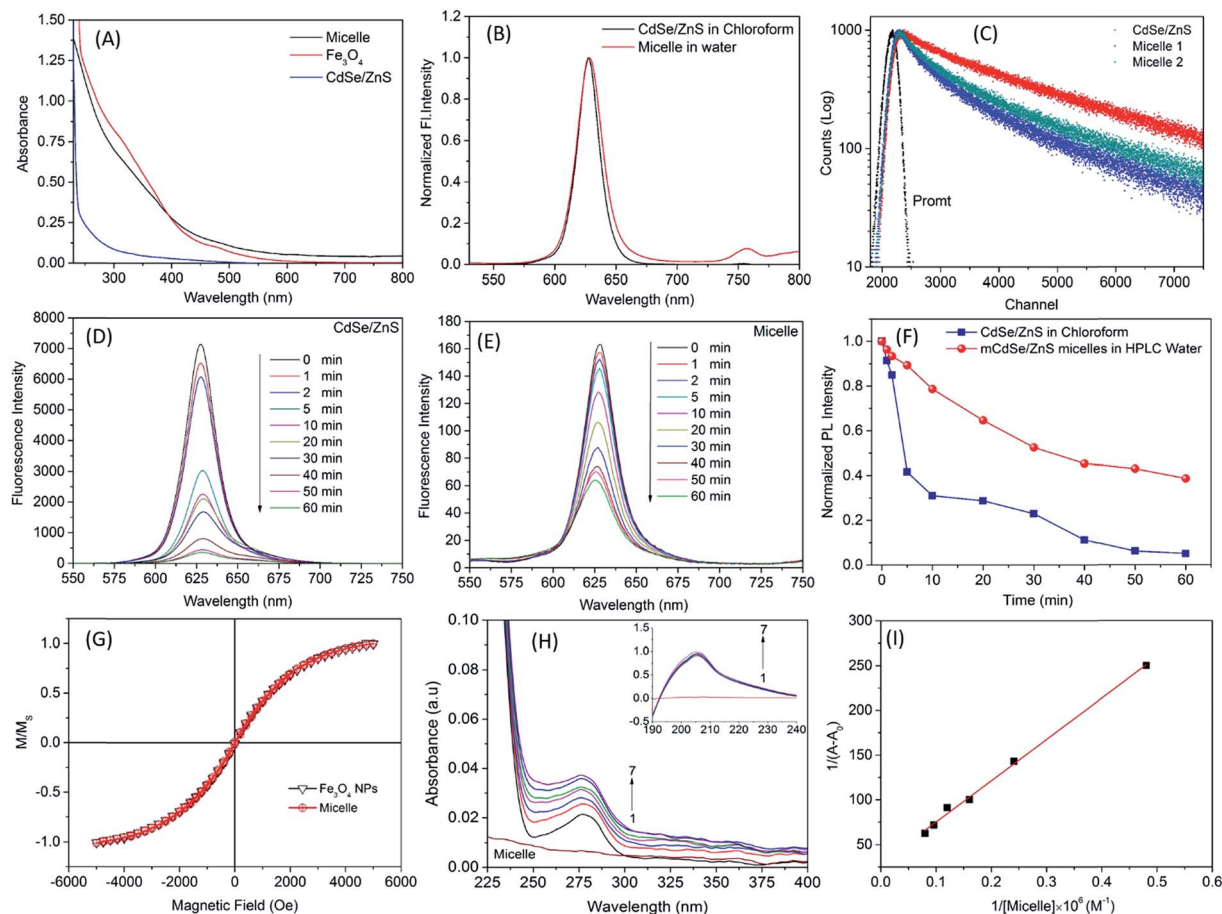 (A)
Micelle
Fe3O4
CdSe/ZnS
Absorbance
1.50
1.25
1.00
0.75
0.50
0.25
0.00
300 400 500 600 700 800
Wavelength (nm)
(B)
CdSe/ZnS in Chloroform
Micelle in water
Normalized Fl.Intensity
1.2
1.0
0.8
0.6
0.4
0.2
0.0
550 600 650 700 750 800
Wavelength (nm)
(C)
CdSe/ZnS
Micelle 1
Micelle 2
Counts (Log)
1000
100
10
Promt
2000 3000 4000 5000 6000 7000
Channel
(D)
CdSe/ZnS
0 min
1 min
2 min
5 min
10 min
20 min
30 min
40 min
50 min
60 min
Fluorescence Intensity
8000
7000
6000
5000
4000
3000
2000
1000
0
550 600 650 700 750
Wavelength (nm)
(E)
Micelle
0 min
1 min
2 min
5 min
10 min
20 min
30 min
40 min
50 min
60 min
Fluorescence Intensity
180
160
140
120
100
80
60
40
20
0
550 575 600 625 650 675 700 725 750
Wavelength (nm)
(F)
CdSe/ZnS in Chloroform
mCdSe/ZnS micelles in HPLC Water
Normalized PL Intensity
1.0
0.8
0.6
0.4
0.2
0.0
0 10 20 30 40 50 60
Time (min)
(G)
M/Ms
1.0
0.5
0.0
-0.5
-1.0
Fe3O4 NPs
Micelle
-6000 -4000 -2000 0 2000 4000 6000
Magnetic Field (Oe)
(H)
Absorbance (a.u)
0.10
0.08
0.06
0.04
0.02
0.00
1.5
1.0
0.5
0.0
-0.5
7
1
190 200 210 220 230 240
7
1
Micelle
225 250 275 300 325 350 375 400
Wavelength (nm)
(I)
1/(A-A0)
300
250
200
150
100
50
0.0 0.1 0.2 0.3 0.4 0.5 0.6
1/[Micelle]×10⁶ (M⁻¹)